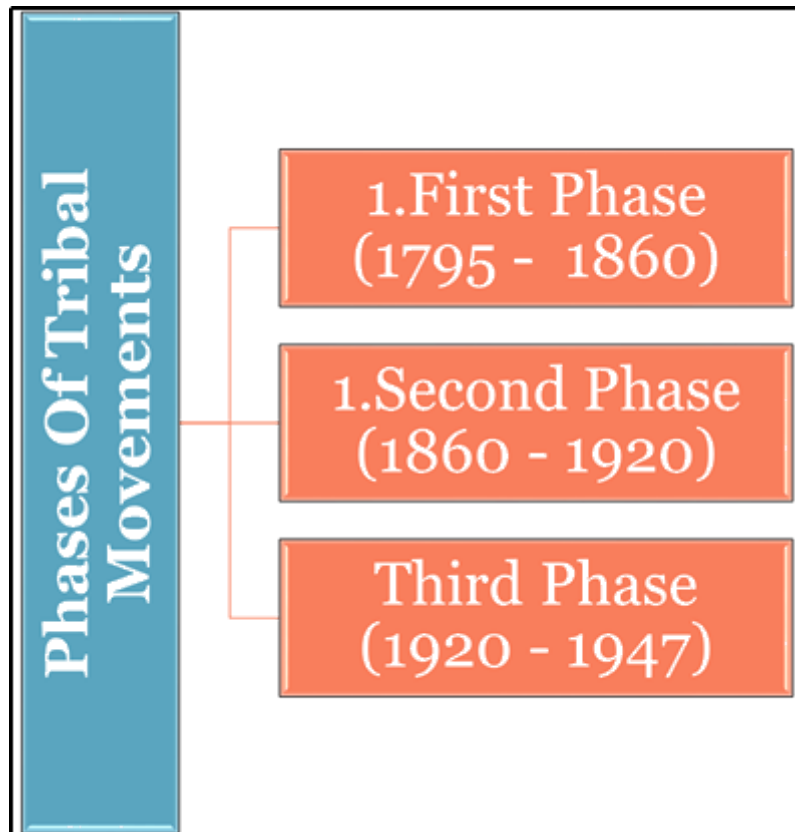 Phases Of Tribal
Movements
1.First Phase
(1795 - 1860)
1.Second Phase
(1860 - 1920)
Third Phase
(1920 - 1947)